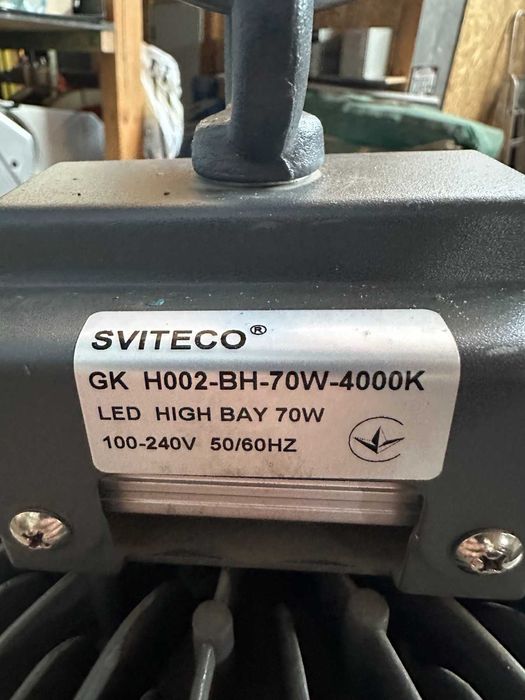 SVITECO®
GK H002-BH-70W-4000K
LED HIGH BAY 70W
100-240V 50/60HZ